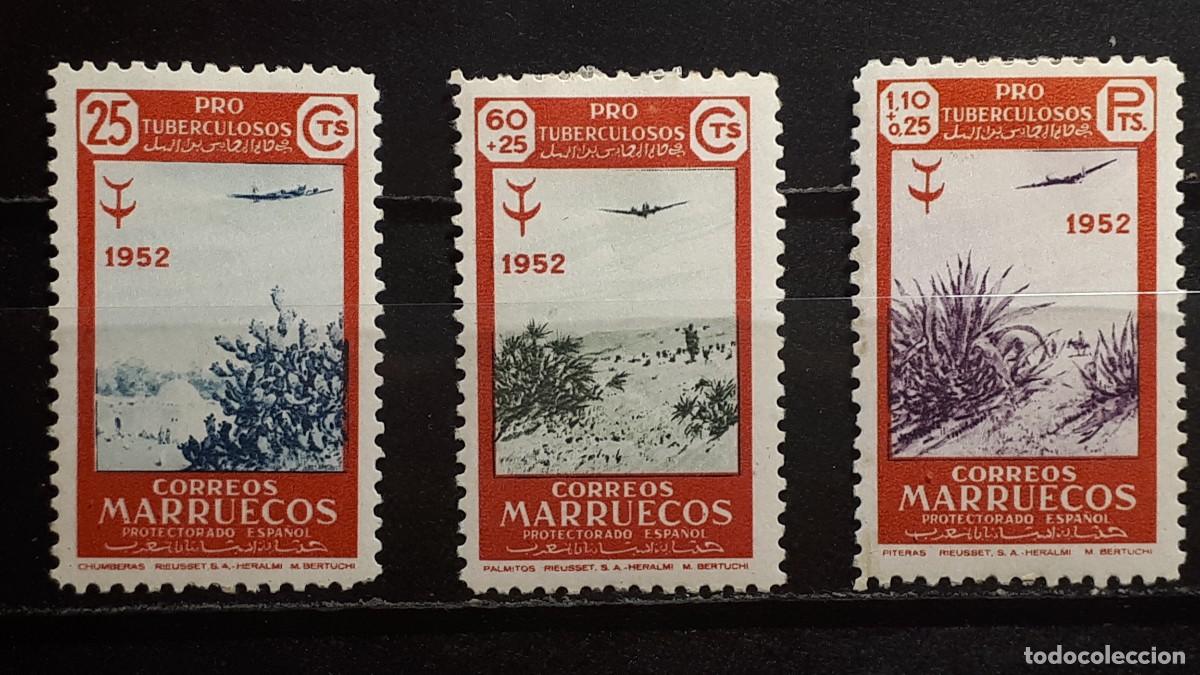 25
PRO
TUBERCULOSOS
CTS
1952
CORREOS
MARRUECOS
PROTECTORADO ESPAÑOL
CHUMBERAS RIEUSSET, S. A.-HERALMI M. BERTUCHI
60
+ 25
PRO
TUBERCULOSOS
CTS
1952
CORREOS
MARRUECOS
PROTECTORADO ESPAÑOL
PALMITOS RIEUSSET, S. A.-HERALMI M. BERTUCHI
1,10
+
0,25
PRO
TUBERCULOSOS
PTS.
1952
CORREOS
MARRUECOS
PROTECTORADO ESPAÑOL
PITERAS RIEUSSET, S. A.-HERALMI M. BERTUCHI
todocoleccion